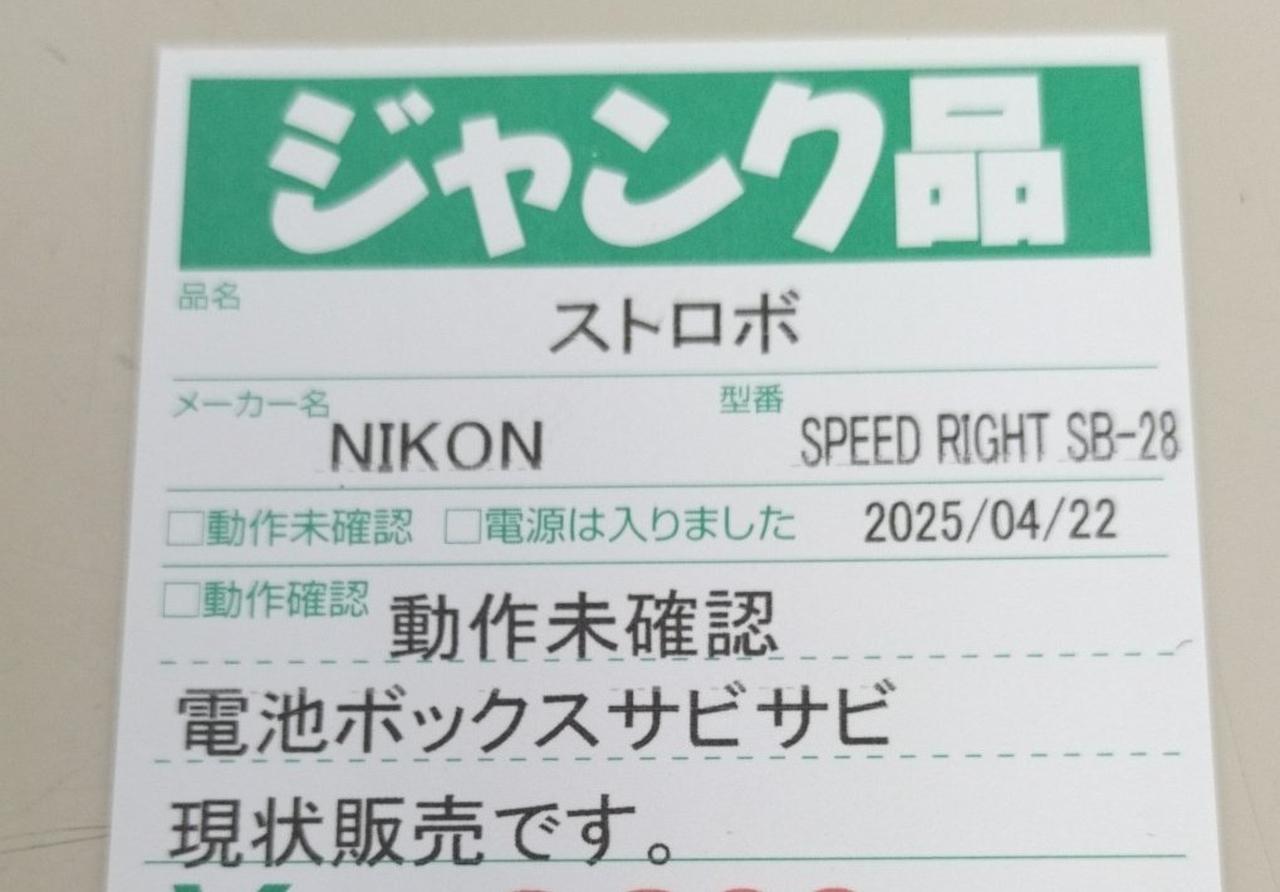 ジャンク品
品名 ストロボ
メーカー名 NIKON 型番 SPEED RIGHT SB-28
□動作未確認 □電源は入りました 2025/04/22
□動作確認 動作未確認
電池ボックスサビサビ
現状販売です。